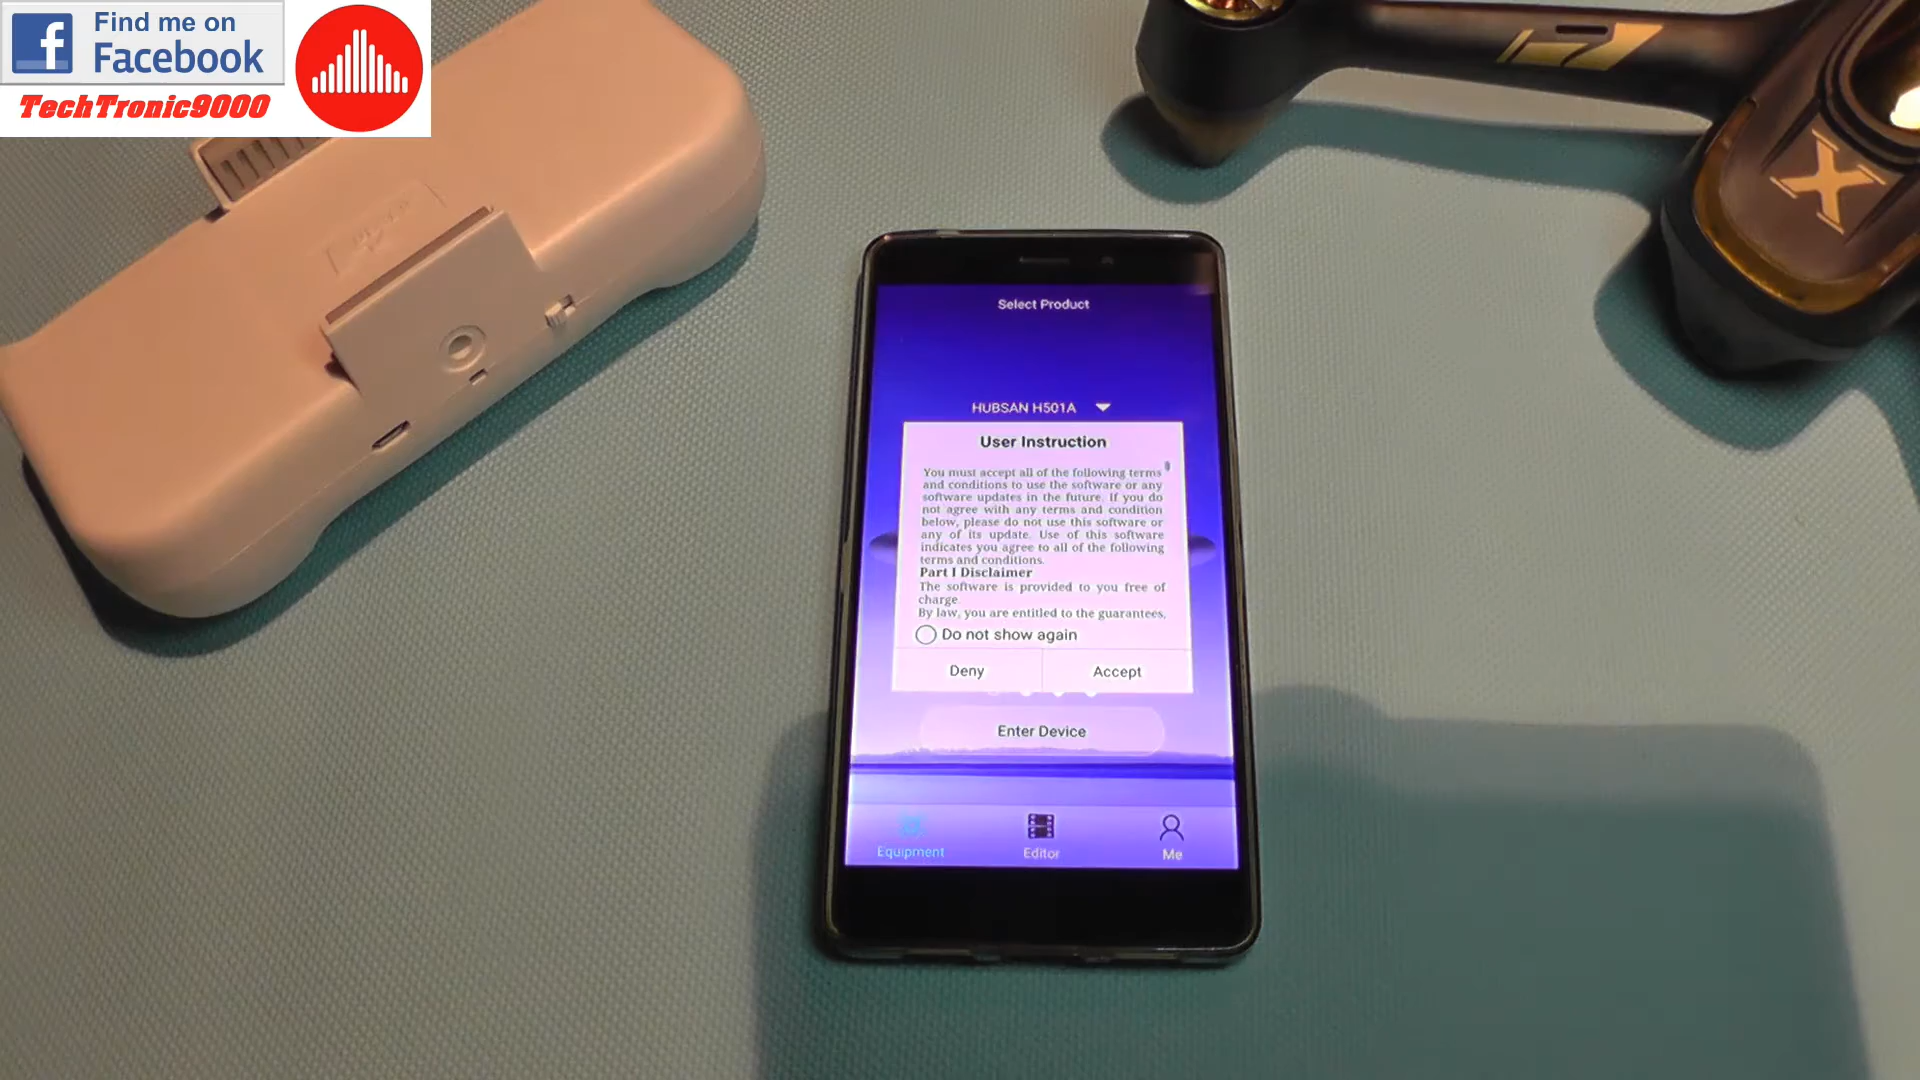 Find me on
Facebook
TechTronic9000
X
Select Product
HUBSAN H501A
User Instruction
You must accept all of the following terms
and conditions to use the software or any
software updates in the future. If you do
not agree with any terms and condition
below, please do not use this software or
any of its update. Use of this software
indicates you agree to all of the following
terms and conditions.
Part I Disclaimer
The software is provided to you free of
charge.
By law, you are entitled to the guarantees,
Do not show again
Deny
Accept
Enter Device
Equipment
Editor
Me